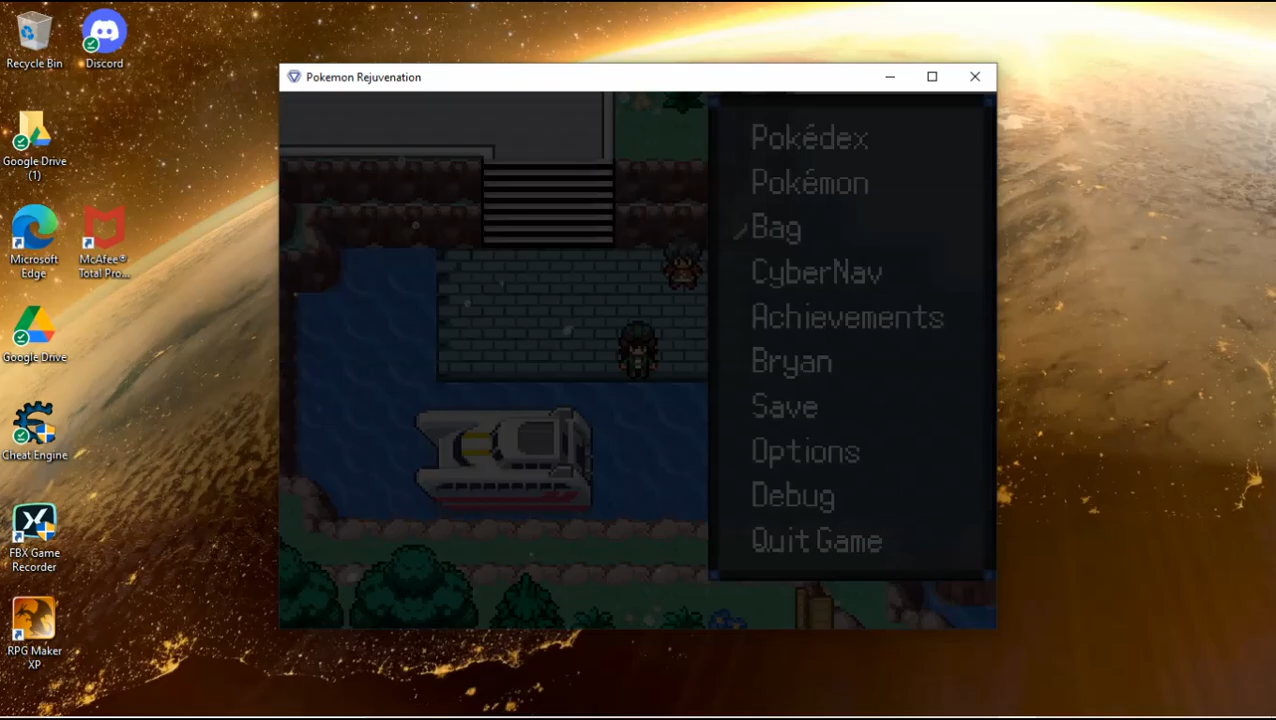 Recycle Bin
Discord
Google Drive
(1)
Microsoft
Edge
McAfee®
Total Pro...
Google Drive
Cheat Engine
FBX Game
Recorder
RPG Maker
XP
Pokemon Rejuvenation
Pokédex
Pokémon
Bag
CyberNav
Achievements
Bryan
Save
Options
Debug
Quit Game